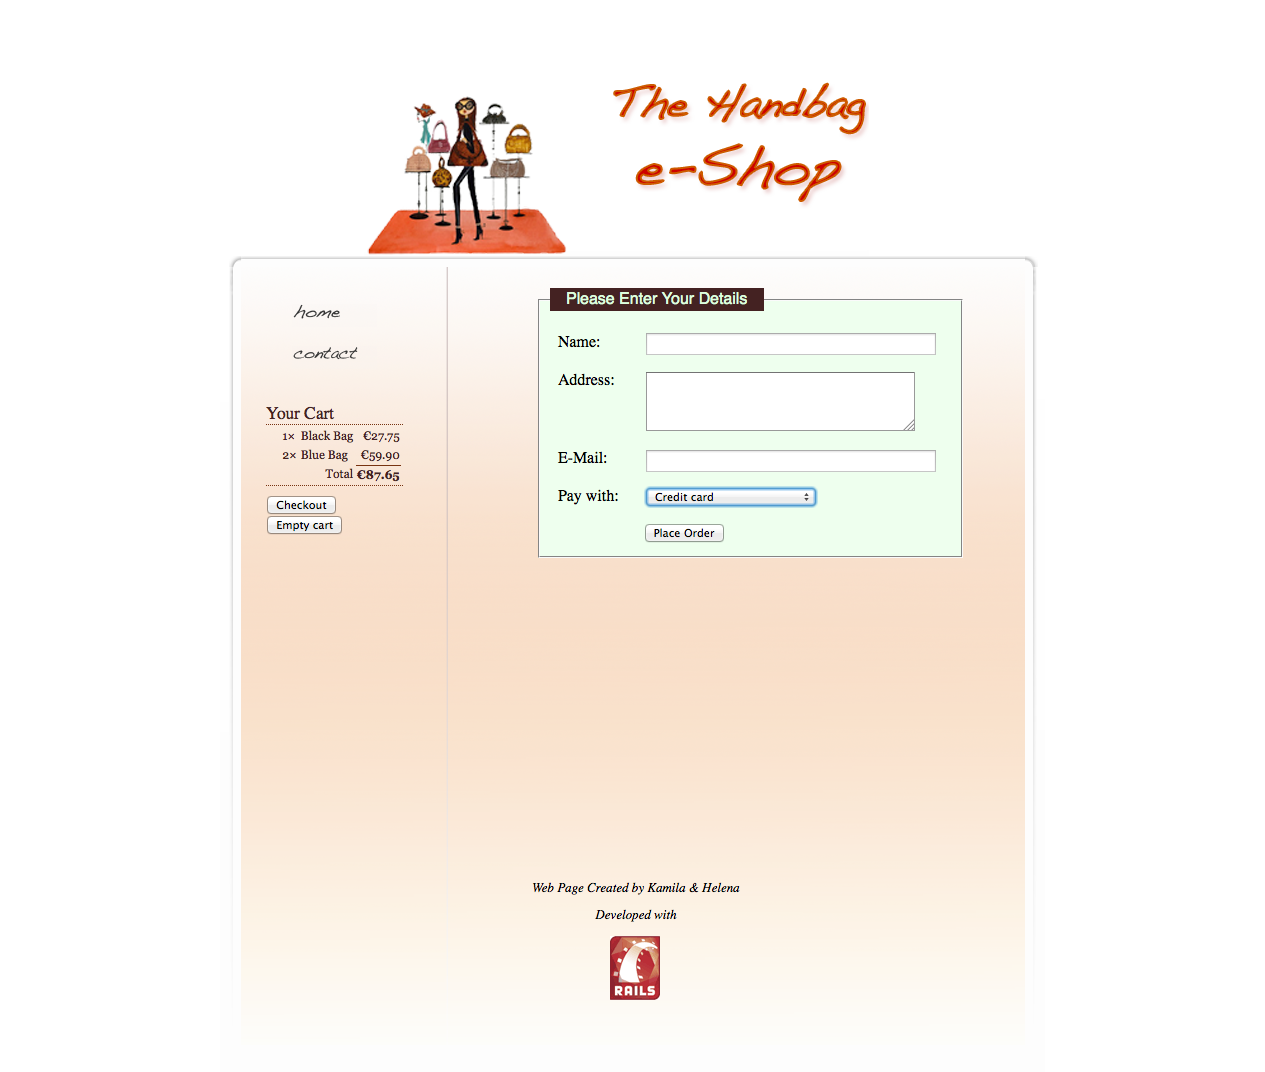 The Handbag
e-Shop
home
contact
Your Cart
1× Black Bag €27.75
2× Blue Bag €59.90
Total €87.65
Checkout
Empty cart
Please Enter Your Details
Name:
Address:
E-Mail:
Pay with: Credit card
Place Order
Web Page Created by Kamila & Helena
Developed with
RAILS